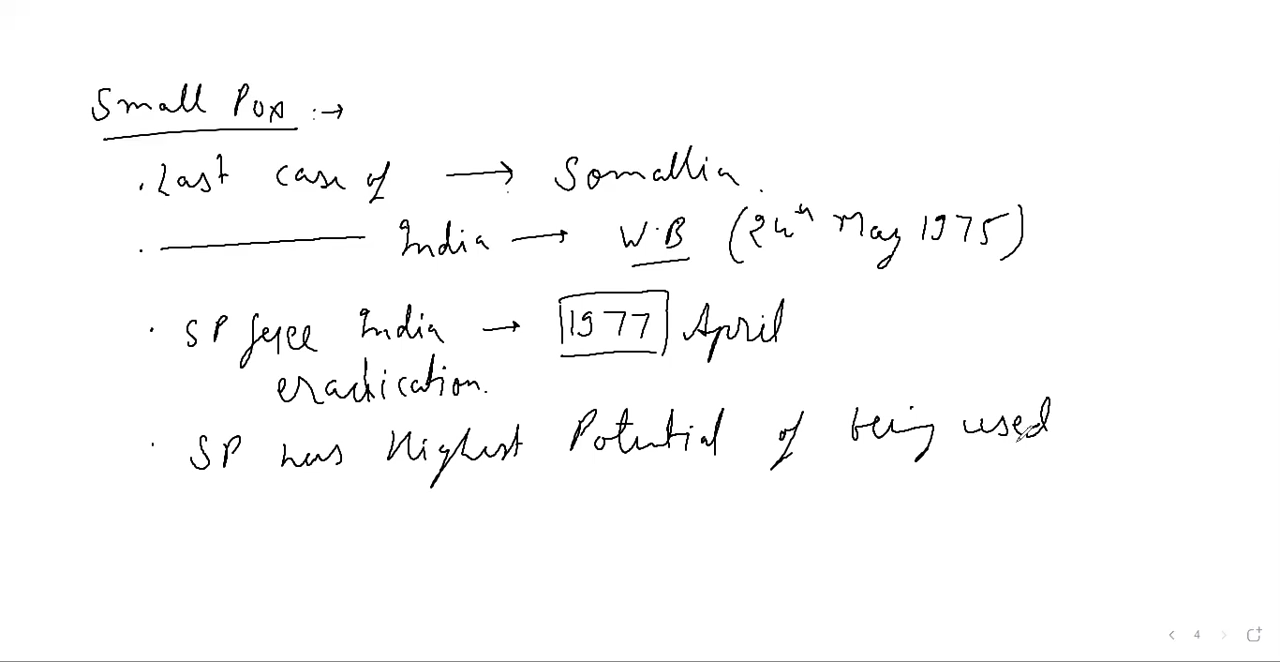 Small Pox :→
. Last case of → Somallia.
. ———— India → W.B (24th May 1975)
. SP free India → 1977 April
eradication.
. SP has Highest Potential of being used
< 4 >